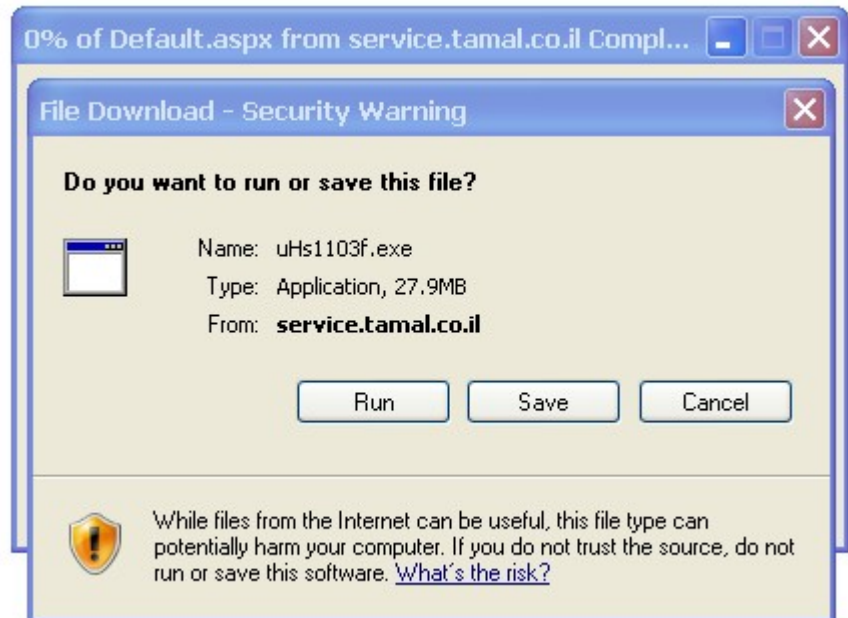 0% of Default.aspx from service.tamal.co.il Compl...
File Download - Security Warning
Do you want to run or save this file?
Name: uHs1103f.exe
Type: Application, 27.9MB
From: service.tamal.co.il
Run Save Cancel
While files from the Internet can be useful, this file type can
potentially harm your computer. If you do not trust the source, do not
run or save this software. What's the risk?